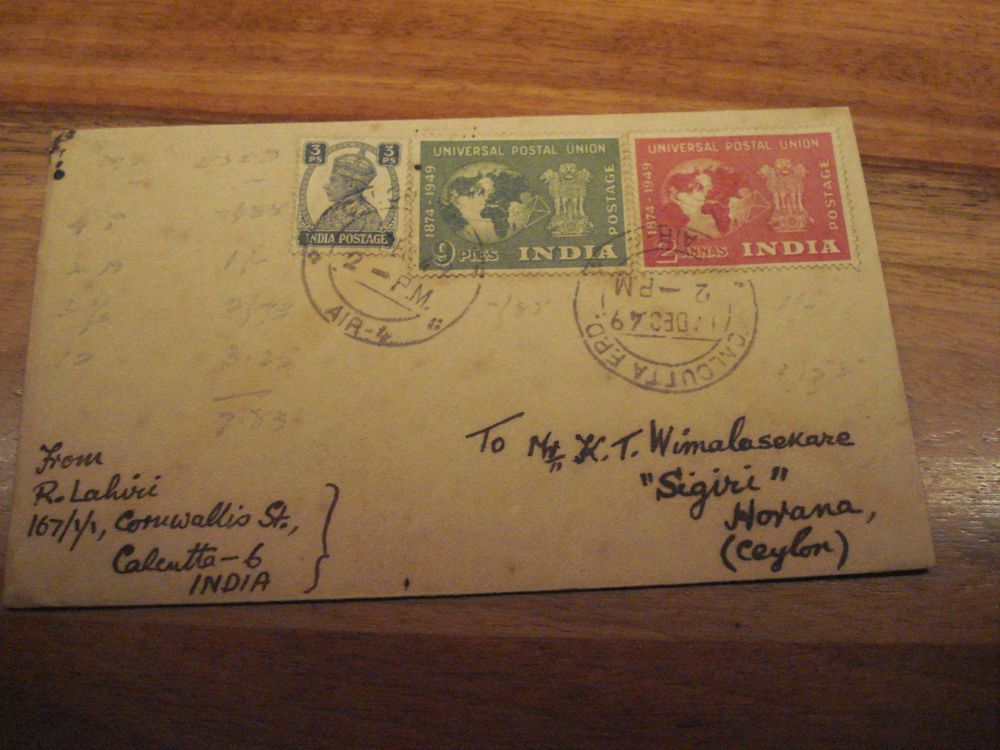 3 PS 3 PS
INDIA POSTAGE
UNIVERSAL POSTAL UNION
1874-1949
POSTAGE
9 PIES INDIA
UNIVERSAL POSTAL UNION
1874-1949
POSTAGE
2 ANNAS INDIA
2-P.M.
AIR-4
AIR
2-P.M
DEC 49
CALCUTTA
To Mr K. T. Wimalasekare
"Sigiri"
Horana,
(Ceylon)
From
R. Lahiri
167/1/1, Cornwallis St.,
Calcutta-6
INDIA